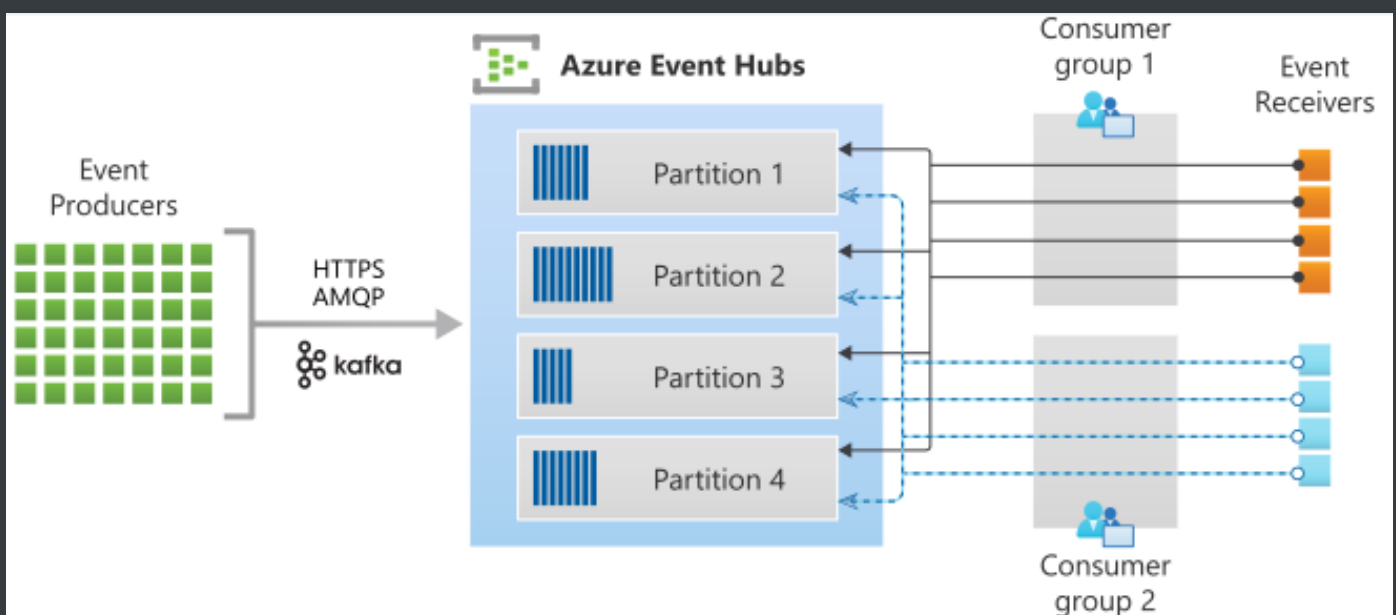 Azure Event Hubs
Consumer
group 1
Event
Receivers
Event
Producers
HTTPS
AMQP
kafka
Partition 1
Partition 2
Partition 3
Partition 4
Consumer
group 2